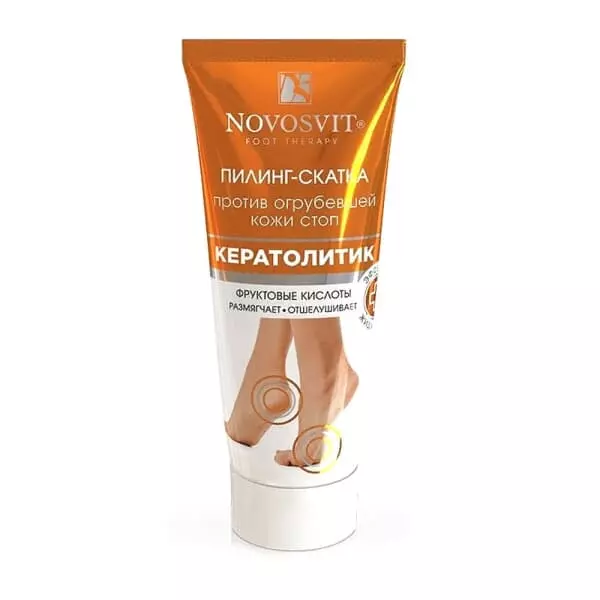 NOVOSVIT®
FOOT THERAPY
ПИЛИНГ-СКАТКА
против огрубевшей
кожи стоп
КЕРАТОЛИТИК
ФРУКТОВЫЕ КИСЛОТЫ
РАЗМЯГЧАЕТ • ОТШЕЛУШИВАЕТ